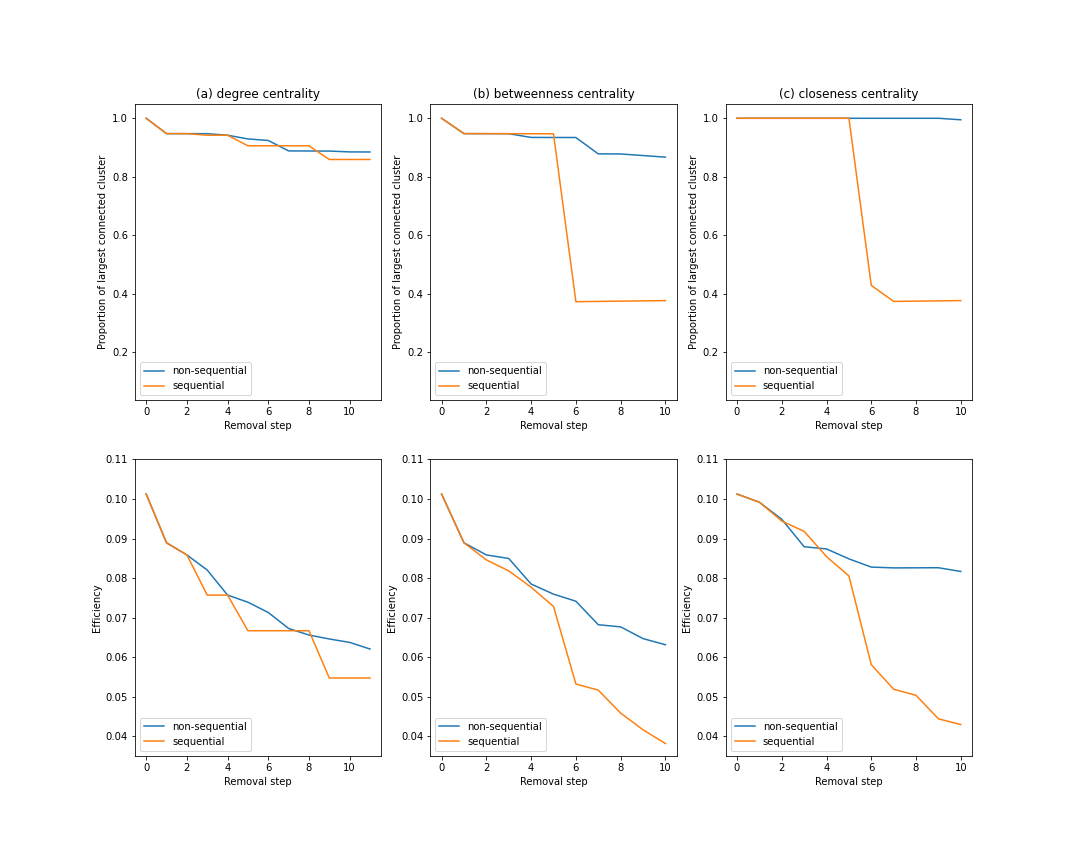 (a) degree centrality
Proportion of largest connected cluster
1.0
0.8
0.6
0.4
0.2
non-sequential
sequential
0 2 4 6 8 10
Removal step
(b) betweenness centrality
Proportion of largest connected cluster
1.0
0.8
0.6
0.4
0.2
non-sequential
sequential
0 2 4 6 8 10
Removal step
(c) closeness centrality
Proportion of largest connected cluster
1.0
0.8
0.6
0.4
0.2
non-sequential
sequential
0 2 4 6 8 10
Removal step
Efficiency
0.11
0.10
0.09
0.08
0.07
0.06
0.05
0.04
non-sequential
sequential
0 2 4 6 8 10
Removal step
Efficiency
0.11
0.10
0.09
0.08
0.07
0.06
0.05
0.04
non-sequential
sequential
0 2 4 6 8 10
Removal step
Efficiency
0.11
0.10
0.09
0.08
0.07
0.06
0.05
0.04
non-sequential
sequential
0 2 4 6 8 10
Removal step